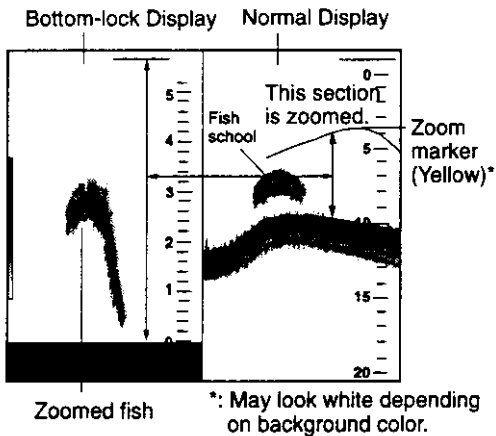 Bottom-lock Display
Normal Display
This section
is zoomed.
Fish
school
Zoom
marker
(Yellow)*
5
4
3
2
1
0
0
5
10
15
20
Zoomed fish
*: May look white depending
on background color.